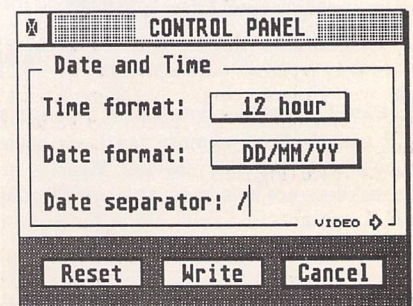 CONTROL PANEL
Date and Time
Time format: 12 hour
Date format: DD/MM/YY
Date separator: /
VIDEO
Reset Write Cancel